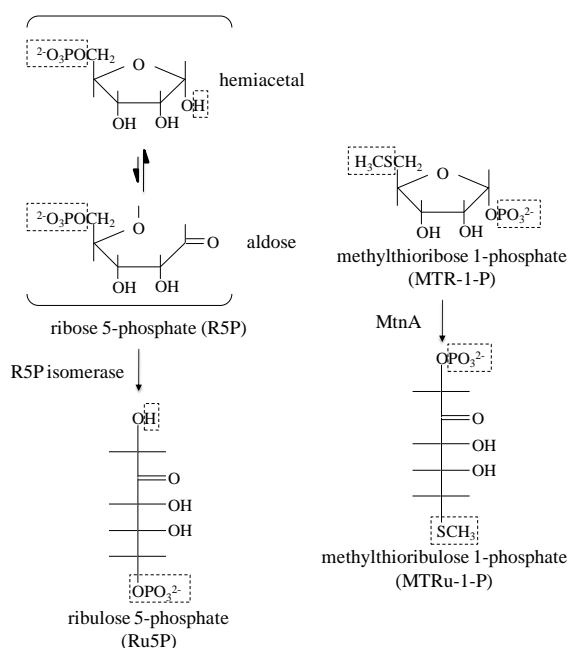 ²⁻O₃POCH₂
O
OH
OH
OH
hemiacetal
²⁻O₃POCH₂
O
O
OH
OH
aldose
ribose 5-phosphate (R5P)
R5P isomerase
OH
O
OH
OH
OPO₃²⁻
ribulose 5-phosphate
(Ru5P)
H₃CSCH₂
O
OPO₃²⁻
OH
OH
methylthioribose 1-phosphate
(MTR-1-P)
MtnA
OPO₃²⁻
O
OH
OH
SCH₃
methylthioribulose 1-phosphate
(MTRu-1-P)